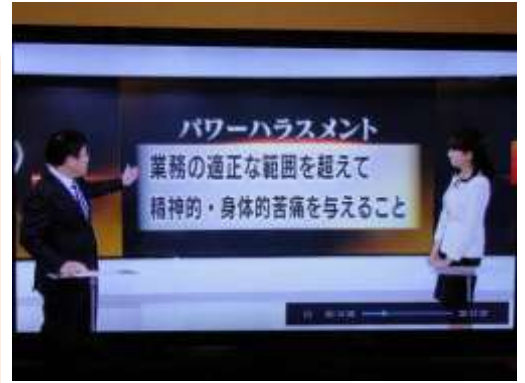 パワーハラスメント
業務の適正な範囲を超えて
精神的・身体的苦痛を与えること